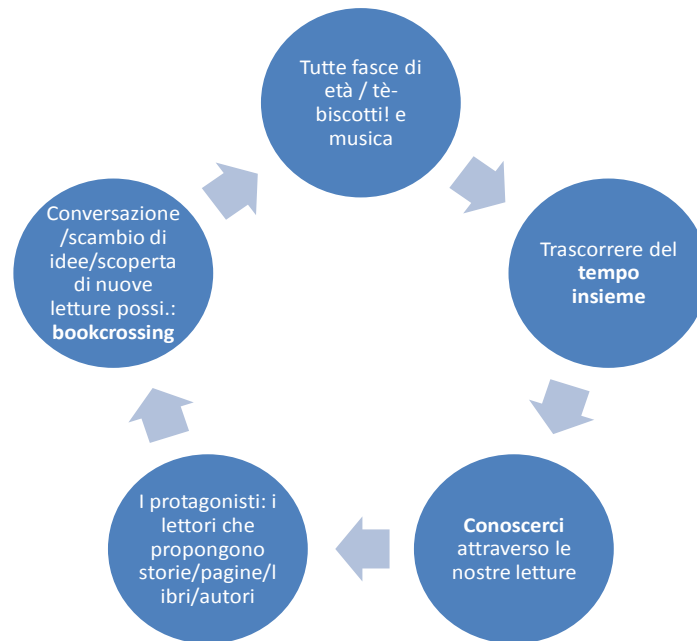 Tutte fasce di
età / tè-
biscotti! e
musica
Trascorrere del
tempo
insieme
Conoscerci
attraverso le
nostre letture
I protagonisti: i
lettori che
propongono
storie/pagine/l
ibri/autori
Conversazione
/scambio di
idee/scoperta
di nuove
letture possi.:
bookcrossing